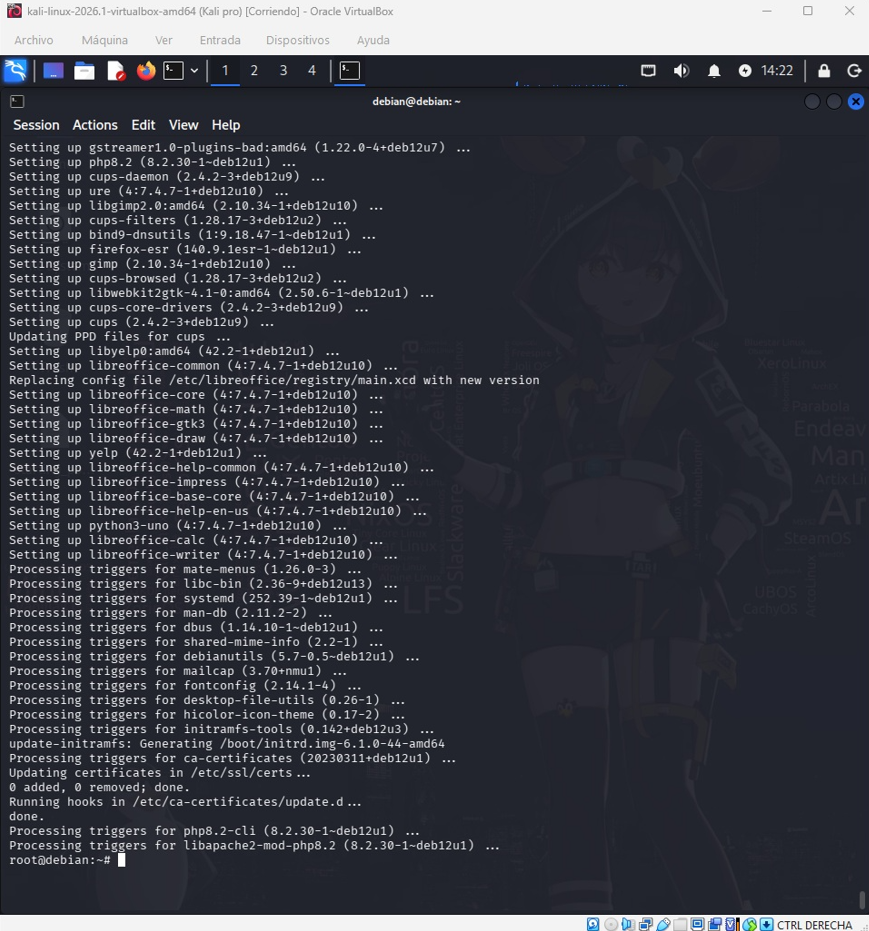 kali-linux-2026.1-virtualbox-amd64 (Kali pro) [Corriendo] - Oracle VirtualBox
Archivo Máquina Ver Entrada Dispositivos Ayuda
1 2 3 4 14:22
debian@debian: ~
Session Actions Edit View Help
Setting up gstreamer1.0-plugins-bad:amd64 (1.22.0-4+deb12u7) ...
Setting up php8.2 (8.2.30-1~deb12u1) ...
Setting up cups-daemon (2.4.2-3+deb12u9) ...
Setting up ure (4:7.4.7-1+deb12u10) ...
Setting up libgimp2.0:amd64 (2.10.34-1+deb12u10) ...
Setting up cups-filters (1.28.17-3+deb12u2) ...
Setting up bind9-dnsutils (1:9.18.47-1~deb12u1) ...
Setting up firefox-esr (140.9.1esr-1~deb12u1) ...
Setting up gimp (2.10.34-1+deb12u10) ...
Setting up cups-browsed (1.28.17-3+deb12u2) ...
Setting up libwebkit2gtk-4.1-0:amd64 (2.50.6-1~deb12u1) ...
Setting up cups-core-drivers (2.4.2-3+deb12u9) ...
Setting up cups (2.4.2-3+deb12u9) ...
Updating PPD files for cups ...
Setting up libyelp0:amd64 (42.2-1+deb12u1) ...
Setting up libreoffice-common (4:7.4.7-1+deb12u10) ...
Replacing config file /etc/libreoffice/registry/main.xcd with new version
Setting up libreoffice-core (4:7.4.7-1+deb12u10) ...
Setting up libreoffice-math (4:7.4.7-1+deb12u10) ...
Setting up libreoffice-gtk3 (4:7.4.7-1+deb12u10) ...
Setting up libreoffice-draw (4:7.4.7-1+deb12u10) ...
Setting up yelp (42.2-1+deb12u1) ...
Setting up libreoffice-help-common (4:7.4.7-1+deb12u10) ...
Setting up libreoffice-impress (4:7.4.7-1+deb12u10) ...
Setting up libreoffice-base-core (4:7.4.7-1+deb12u10) ...
Setting up libreoffice-help-en-us (4:7.4.7-1+deb12u10) ...
Setting up python3-uno (4:7.4.7-1+deb12u10) ...
Setting up libreoffice-calc (4:7.4.7-1+deb12u10) ...
Setting up libreoffice-writer (4:7.4.7-1+deb12u10) ...
Processing triggers for mate-menus (1.26.0-3) ...
Processing triggers for libc-bin (2.36-9+deb12u13) ...
Processing triggers for systemd (252.39-1~deb12u1) ...
Processing triggers for man-db (2.11.2-2) ...
Processing triggers for dbus (1.14.10-1~deb12u1) ...
Processing triggers for shared-mime-info (2.2-1) ...
Processing triggers for debianutils (5.7-0.5~deb12u1) ...
Processing triggers for mailcap (3.70+nmu1) ...
Processing triggers for fontconfig (2.14.1-4) ...
Processing triggers for desktop-file-utils (0.26-1) ...
Processing triggers for hicolor-icon-theme (0.17-2) ...
Processing triggers for initramfs-tools (0.142+deb12u3) ...
update-initramfs: Generating /boot/initrd.img-6.1.0-44-amd64
Processing triggers for ca-certificates (20230311+deb12u1) ...
Updating certificates in /etc/ssl/certs...
0 added, 0 removed; done.
Running hooks in /etc/ca-certificates/update.d...
done.
Processing triggers for php8.2-cli (8.2.30-1~deb12u1) ...
Processing triggers for libapache2-mod-php8.2 (8.2.30-1~deb12u1) ...
root@debian:~#
XeroLinux
Parabola
Endeav
Man
Artix Li
Ar
SteamOS
UBOS
CachyOS
ArcoLinux
Slackware
LFS
CTRL DERECHA